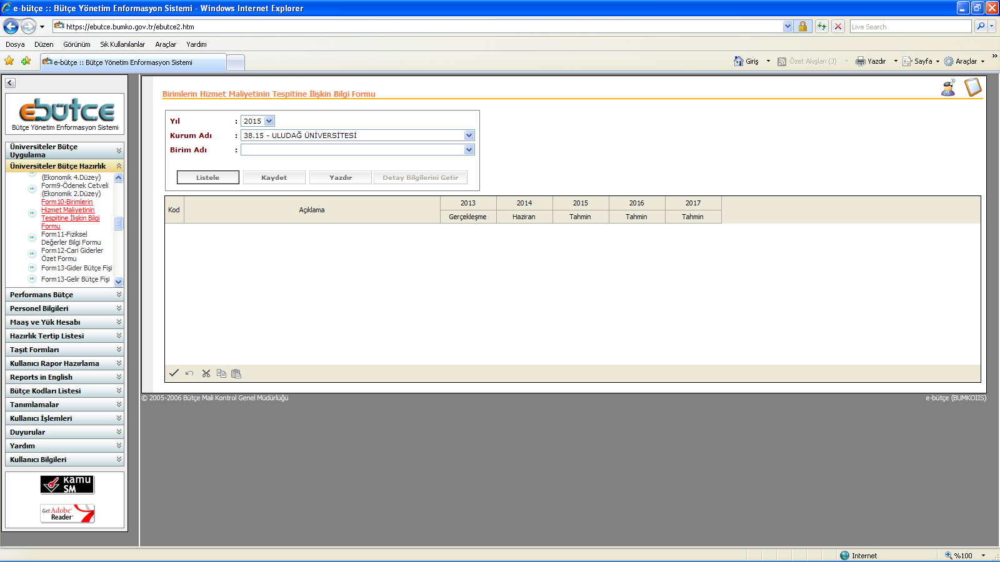 e-bütçe :: Bütçe Yönetim Enformasyon Sistemi - Windows Internet Explorer
https://ebutce.bumko.gov.tr/ebutce2.htm
Live Search
Dosya Düzen Görünüm Sık Kullanılanlar Araçlar Yardım
e-bütçe :: Bütçe Yönetim Enformasyon Sistemi
Giriş Özet Akışları (J) Yazdır Sayfa Araçlar »
ebütçe
Bütçe Yönetim Enformasyon Sistemi
Üniversiteler Bütçe
Uygulama
Üniversiteler Bütçe Hazırlık
(Ekonomik 4.Düzey)
Form9-Ödenek Cetveli
(Ekonomik 2.Düzey)
Form10-Birimlerin
Hizmet Maliyetinin
Tespitine İlişkin Bilgi
Formu
Form11-Fiziksel
Değerler Bilgi Formu
Form12-Cari Giderler
Özet Formu
Form13-Gider Bütçe Fişi
Form13-Gelir Bütçe Fişi
Performans Bütçe
Personel Bilgileri
Maaş ve Yük Hesabı
Hazırlık Tertip Listesi
Taşıt Formları
Kullanıcı Rapor Hazırlama
Reports in English
Bütçe Kodları Listesi
Tanımlamalar
Kullanıcı İşlemleri
Duyurular
Yardım
Kullanıcı Bilgileri
kamu
SM
Get Adobe
Reader
Birimlerin Hizmet Maliyetinin Tespitine İlişkin Bilgi Formu
Yıl : 2015
Kurum Adı : 38.15 - ULUDAĞ ÜNİVERSİTESİ
Birim Adı :
Listele Kaydet Yazdır Detay Bilgilerini Getir
Kod Açıklama 2013 2014 2015 2016 2017
Gerçekleşme Haziran Tahmin Tahmin Tahmin
© 2005-2006 Bütçe Mali Kontrol Genel Müdürlüğü
e-bütçe (BUMKOIIS)
Internet
%100